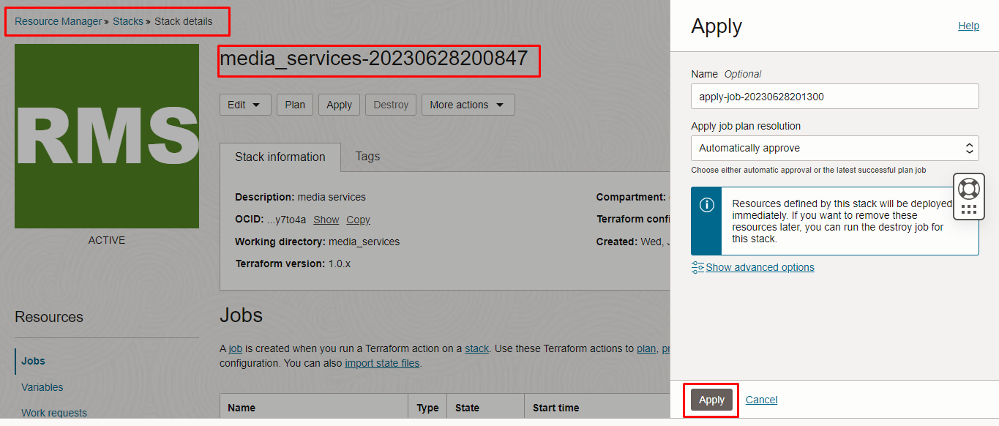 Resource Manager » Stacks » Stack details
RMS
ACTIVE
media_services-20230628200847
Edit Plan Apply Destroy More actions
Stack information Tags
Description: media services
OCID: ...y7to4a Show Copy
Working directory: media_services
Terraform version: 1.0.x
Compartment:
Terraform confi
Created: Wed,
Resources
Jobs
Variables
Work requests
Jobs
A job is created when you run a Terraform action on a stack. Use these Terraform actions to plan, pr
configuration. You can also import state files.
Name Type State Start time
Apply Help
Name Optional
apply-job-20230628201300
Apply job plan resolution
Automatically approve
Choose either automatic approval or the latest successful plan job
Resources defined by this stack will be deployed
immediately. If you want to remove these
resources later, you can run the destroy job for
this stack.
Show advanced options
Apply Cancel